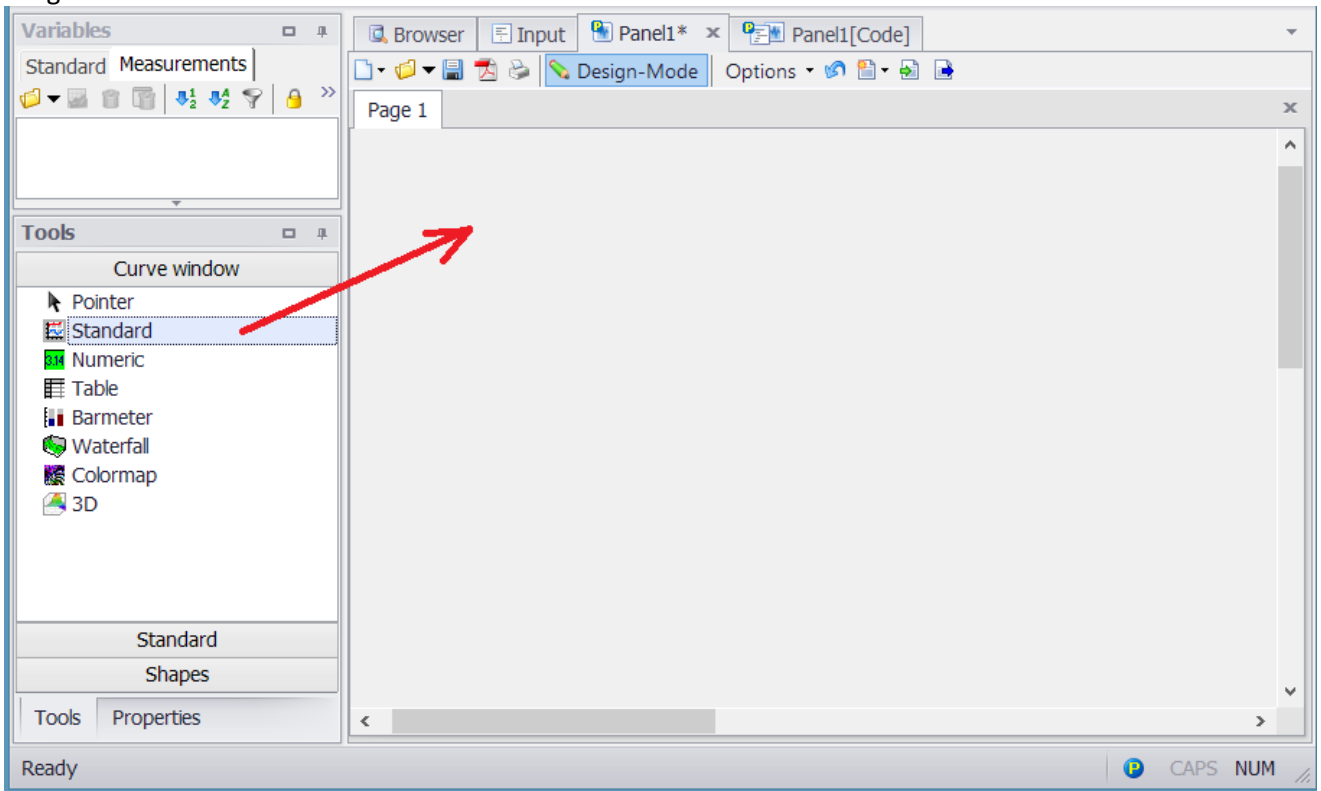 Variables
Standard Measurements
Tools
Curve window
Pointer
Standard
3.14 Numeric
Table
Barmeter
Waterfall
Colormap
3D
Standard
Shapes
Tools Properties
Browser Input Panel1* Panel1[Code]
Design-Mode Options
Page 1
Ready CAPS NUM